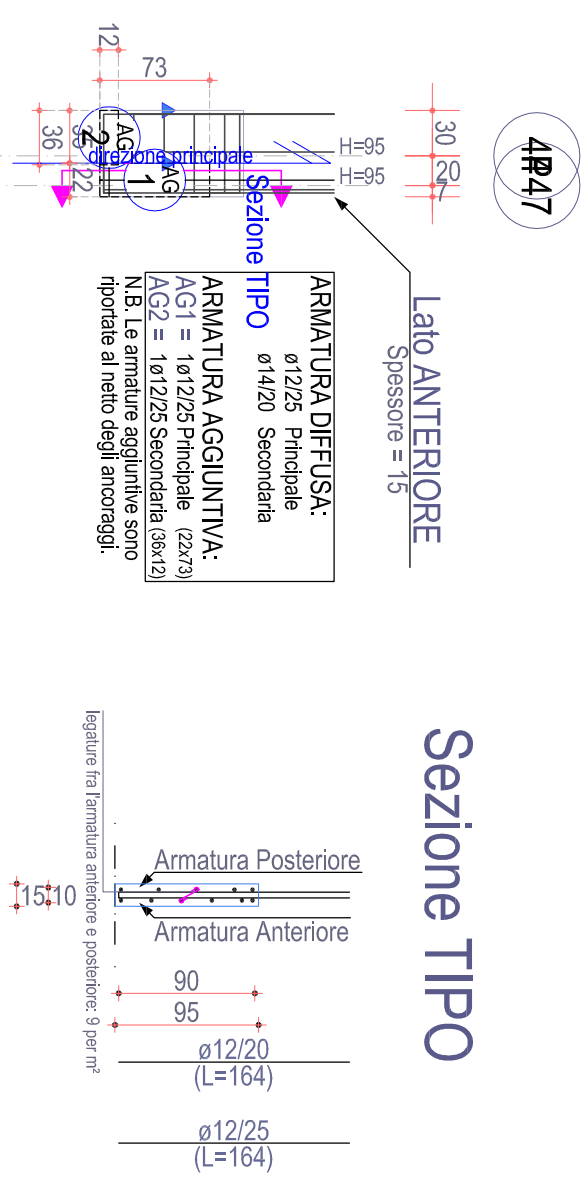 12
73
36
22
AG
2
AG
1
direzione principale
Sezione TIPO
H=95
H=95
30
20
7
Lato ANTERIORE
Spessore = 15
ARMATURA DIFFUSA:
ø12/25 Principale
ø14/20 Secondaria
ARMATURA AGGIUNTIVA:
AG1 = 1ø12/25 Principale (22x73)
AG2 = 1ø12/25 Secondaria (36x12)
N.B. Le armature aggiuntive sono
riportate al netto degli ancoraggi.
Sezione TIPO
legature fra l'armatura anteriore e posteriore: 9 per m²
Armatura Posteriore
Armatura Anteriore
15
10
90
95
ø12/20
(L=164)
ø12/25
(L=164)